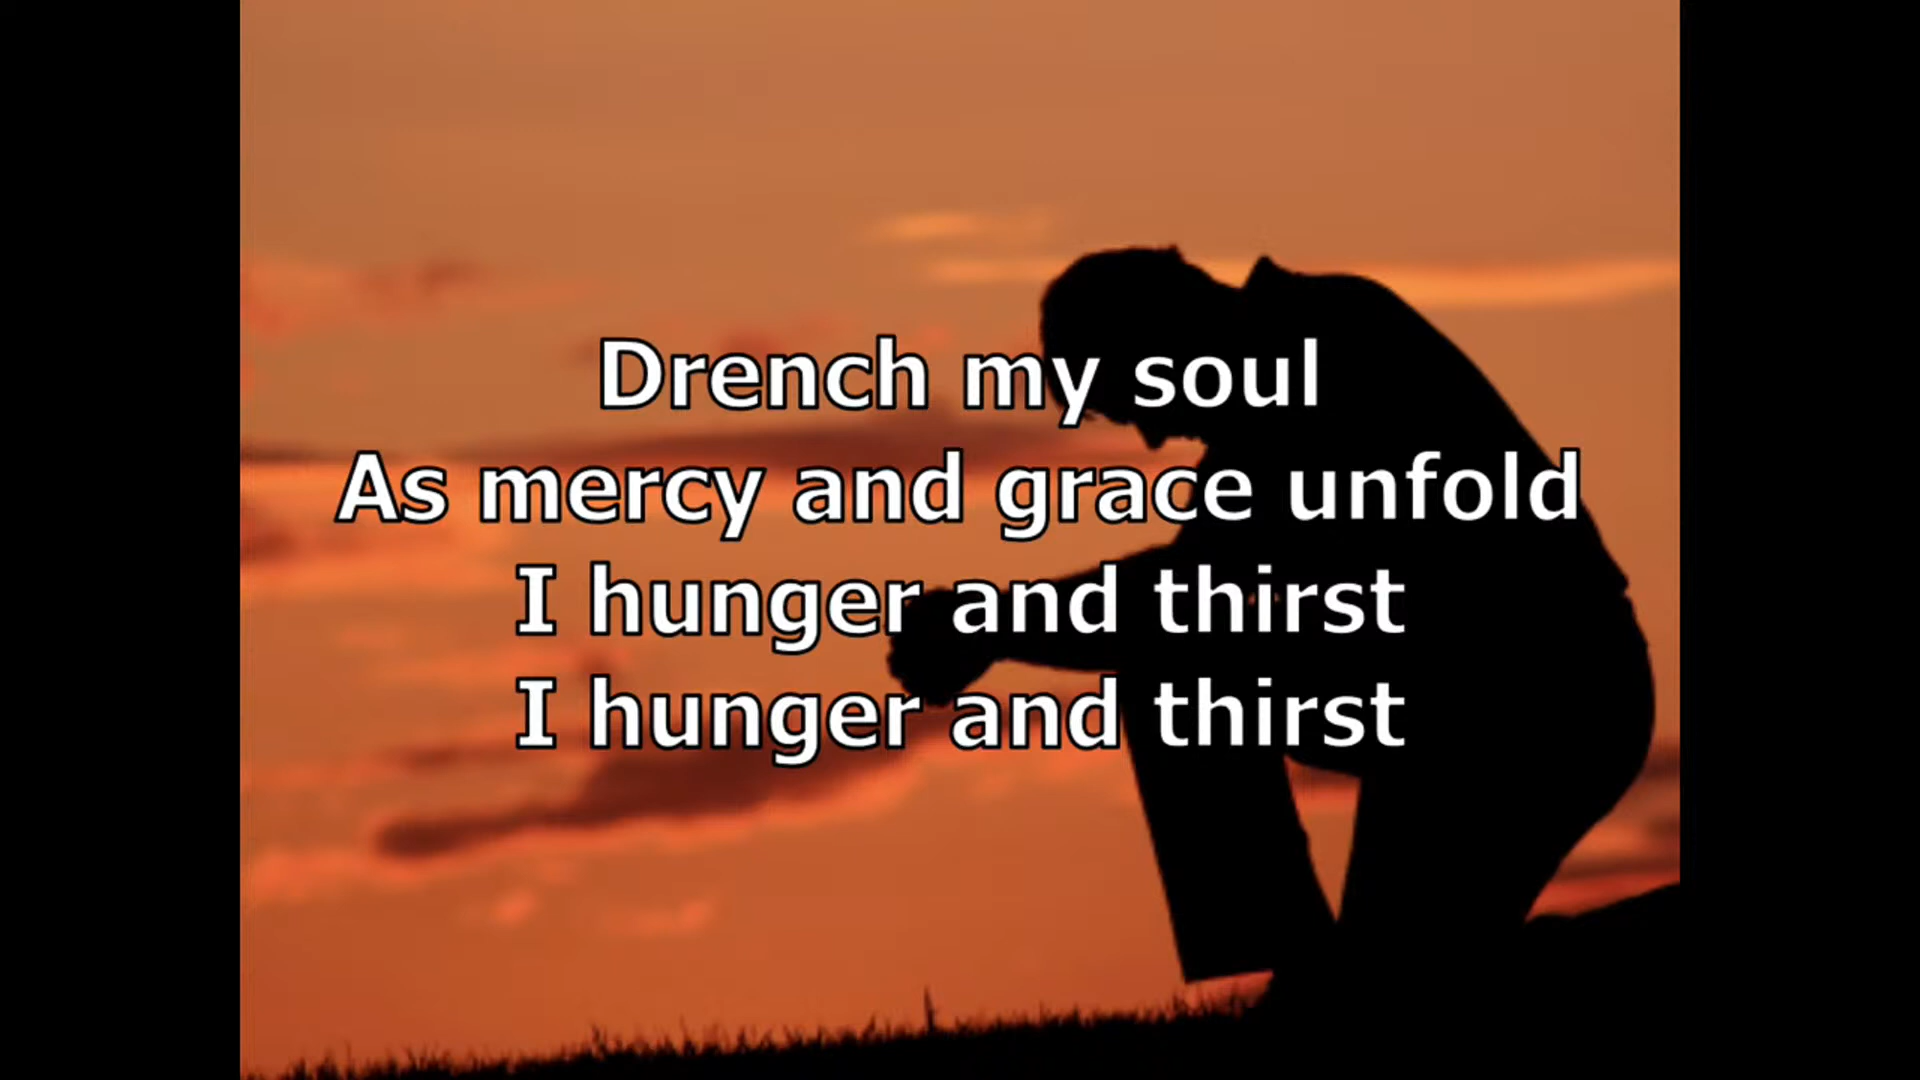 Drench my soul
As mercy and grace unfold
I hunger and thirst
I hunger and thirst